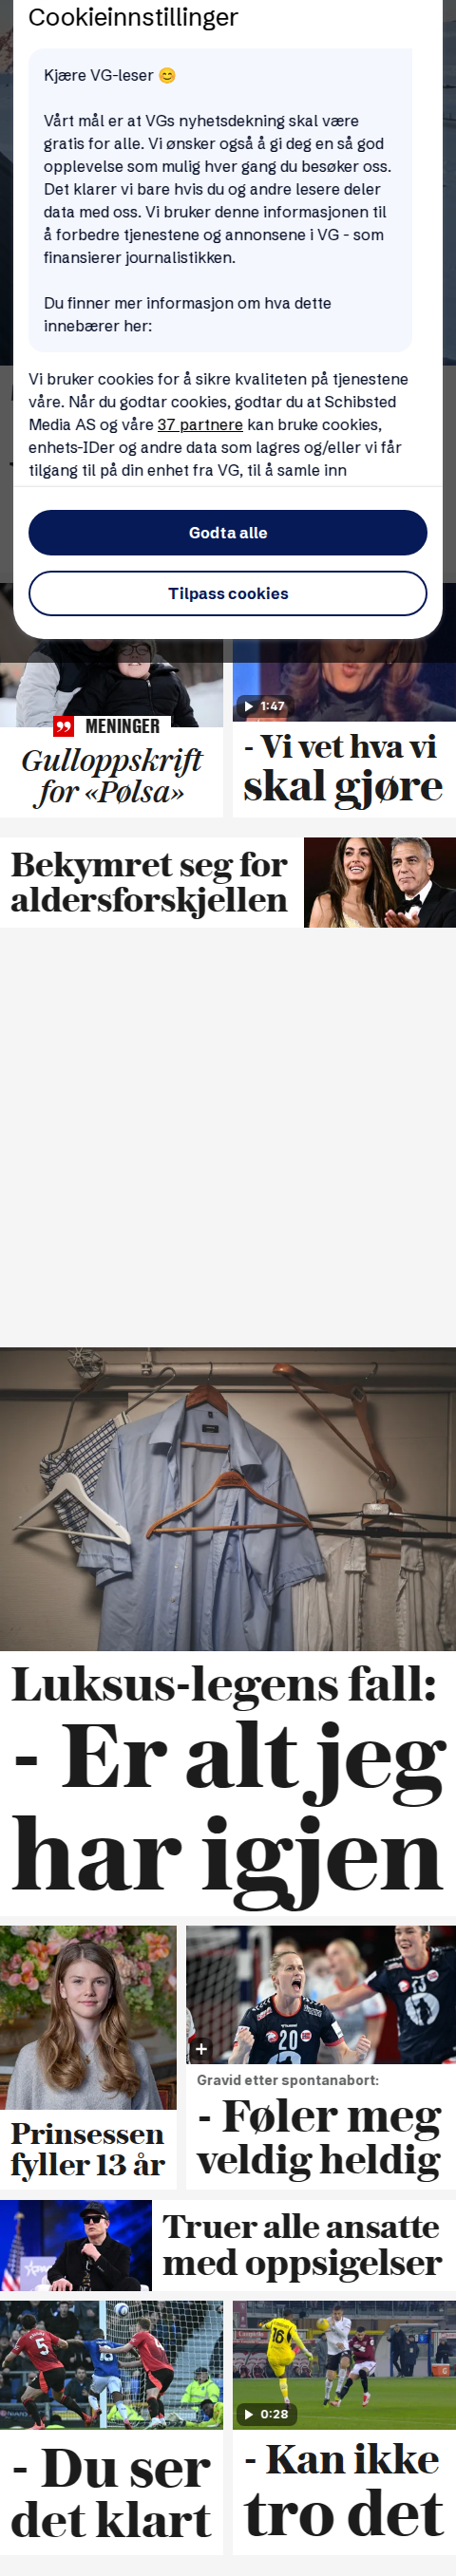 Cookieinnstillinger
Kjære VG-leser 😊
Vårt mål er at VGs nyhetsdekning skal være
gratis for alle. Vi ønsker også å gi deg en så god
opplevelse som mulig hver gang du besøker oss.
Det klarer vi bare hvis du og andre lesere deler
data med oss. Vi bruker denne informasjonen til
å forbedre tjenestene og annonsene i VG - som
finansierer journalistikken.
Du finner mer informasjon om hva dette
innebærer her:
Vi bruker cookies for å sikre kvaliteten på tjenestene
våre. Når du godtar cookies, godtar du at Schibsted
Media AS og våre 37 partnere kan bruke cookies,
enhets-IDer og andre data som lagres og/eller vi får
tilgang til på din enhet fra VG, til å samle inn
Godta alle
Tilpass cookies
MENINGER
Gulloppskrift
for «Pølsa»
1:47
- Vi vet hva vi
skal gjøre
Bekymret seg for
aldersforskjellen
Luksus-legens fall:
- Er alt jeg
har igjen
Prinsessen
fyller 13 år
20
23
Gravid etter spontanabort:
- Føler meg
veldig heldig
Truer alle ansatte
med oppsigelser
5
16
0:28
- Du ser
det klart
- Kan ikke
tro det